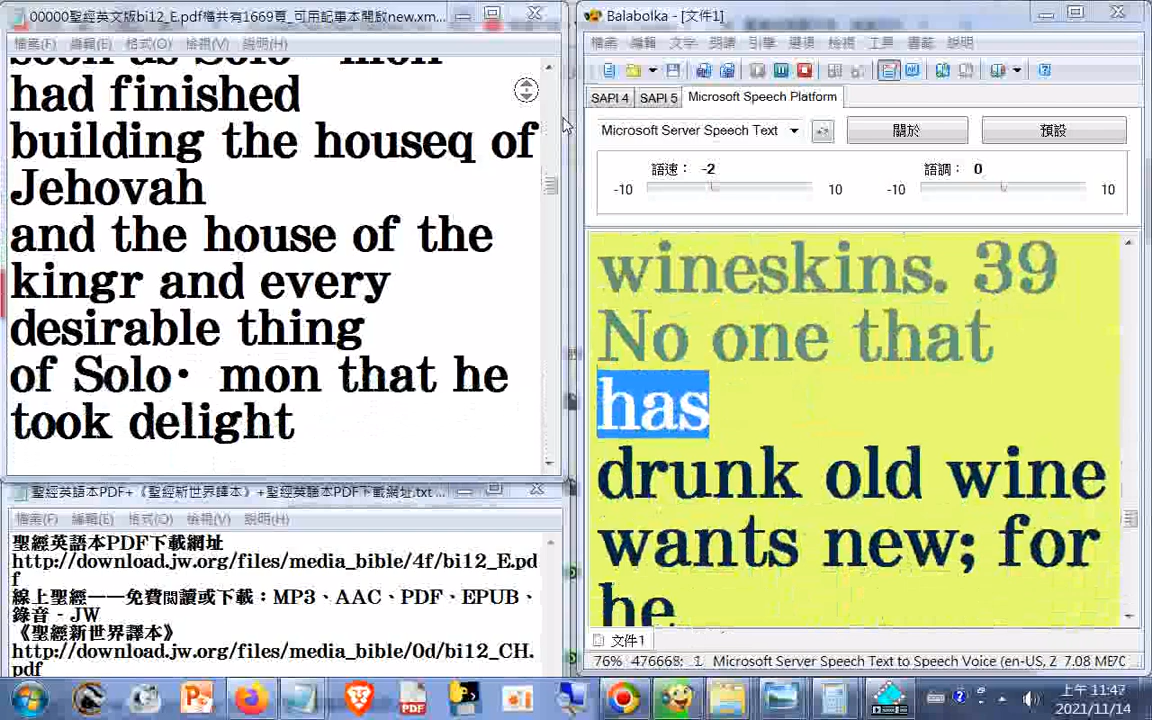 00000聖經英文版bi12_E.pdf檔共有1669頁_可用記事本開啟new.xm...
檔案(F) 編輯(E) 格式(O) 檢視(V) 說明(H)
soon as Solo· mon
had finished
building the houseq of
Jehovah
and the house of the
kingr and every
desirable thing
of Solo· mon that he
took delight
聖經英語本PDF+《聖經新世界譯本》+聖經英語本PDF下載網址.txt ...
檔案(F) 編輯(E) 格式(O) 檢視(V) 說明(H)
聖經英語本PDF下載網址
http://download.jw.org/files/media_bible/4f/bi12_E.pd
f
線上聖經——免費閱讀或下載：MP3、AAC、PDF、EPUB、
錄音 - JW
《聖經新世界譯本》
http://download.jw.org/files/media_bible/0d/bi12_CH.
pdf
Balabolka - [文件1]
檔案 編輯 文字 朗讀 引擎 選項 檢視 工具 書籤 說明
SAPI 4 SAPI 5 Microsoft Speech Platform
Microsoft Server Speech Text 關於 預設
語速： -2 語調： 0
-10 10 -10 10
wineskins. 39
No one that
has
drunk old wine
wants new; for
he
文件1
76% 476668: 1 Microsoft Server Speech Text to Speech Voice (en-US, Z 7.08 ME
上午 11:47
2021/11/14